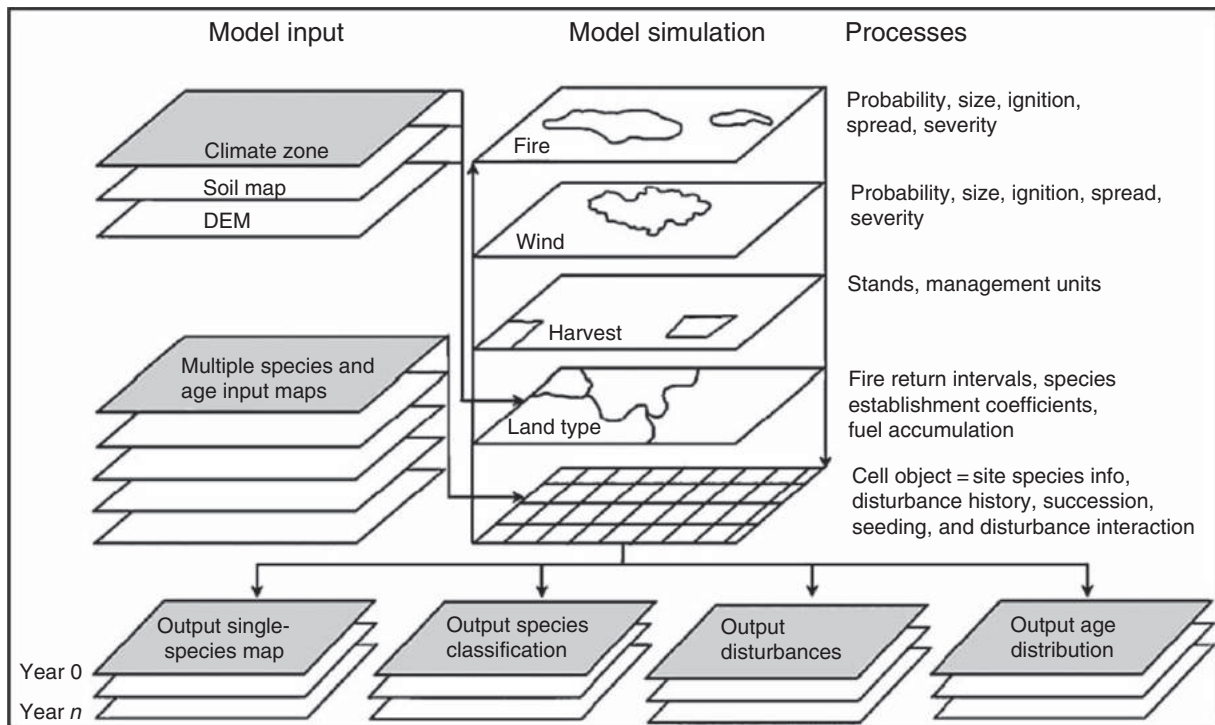 Model input
Model simulation
Processes
Climate zone
Soil map
DEM
Multiple species and
age input maps
Fire
Wind
Harvest
Land type
Probability, size, ignition,
spread, severity
Probability, size, ignition, spread,
severity
Stands, management units
Fire return intervals, species
establishment coefficients,
fuel accumulation
Cell object = site species info,
disturbance history, succession,
seeding, and disturbance interaction
Output single-
species map
Output species
classification
Output
disturbances
Output age
distribution
Year 0
Year n